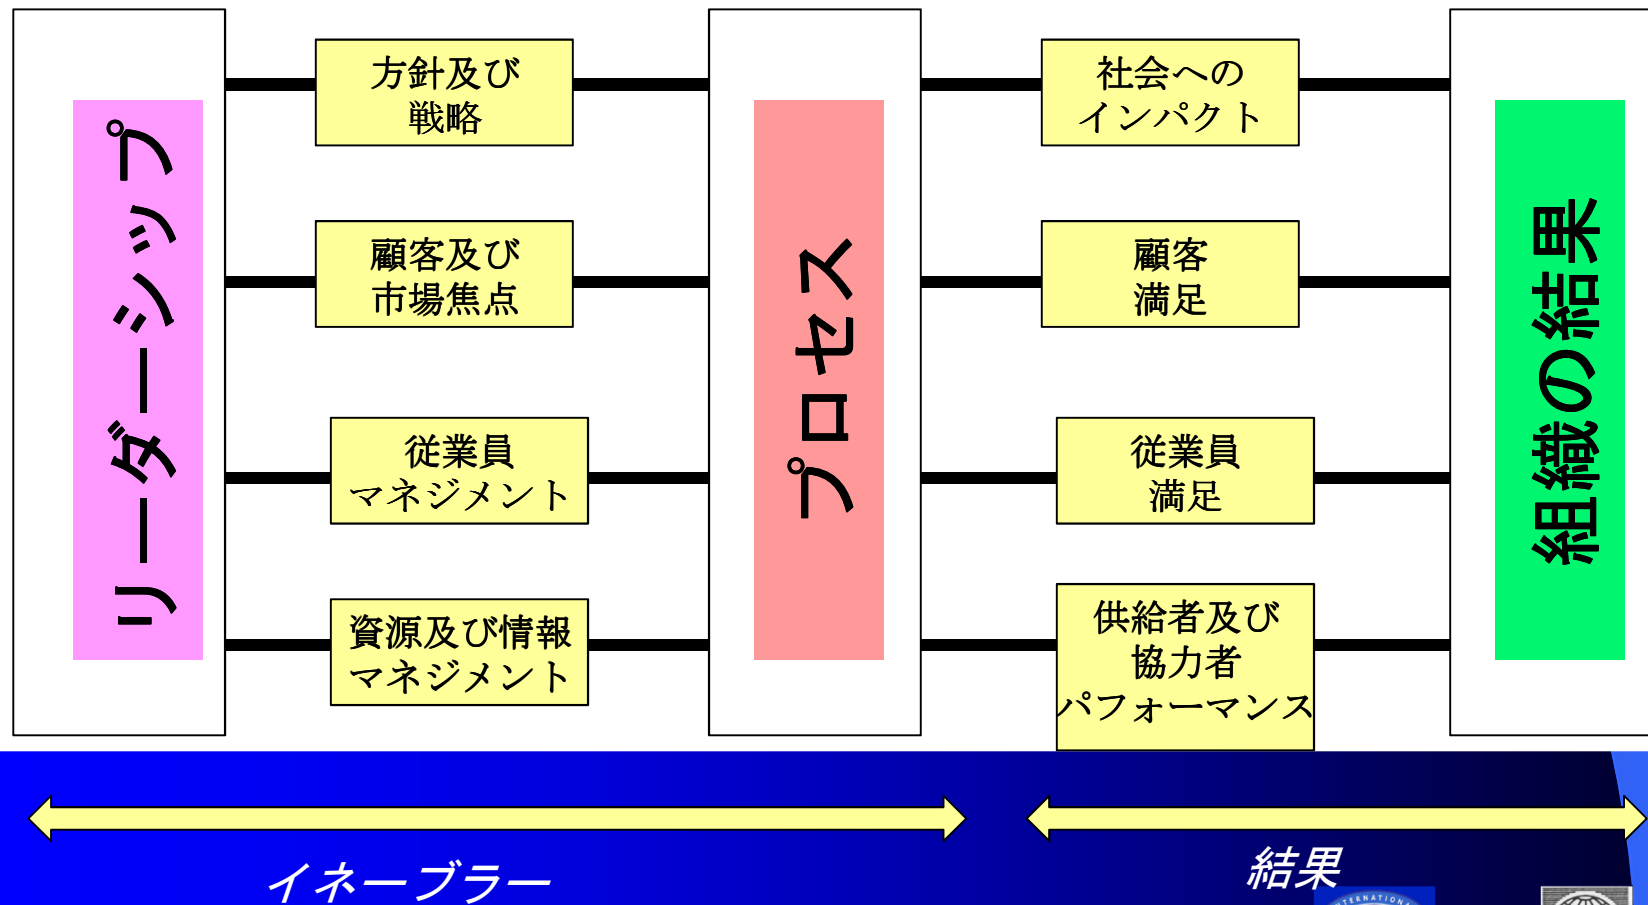 リーダーシップ
方針及び
戦略
顧客及び
市場焦点
従業員
マネジメント
資源及び情報
マネジメント
プロセス
社会への
インパクト
顧客
満足
従業員
満足
供給者及び
協力者
パフォーマンス
組織の結果
イネーブラー
結果
INTERNATIONAL